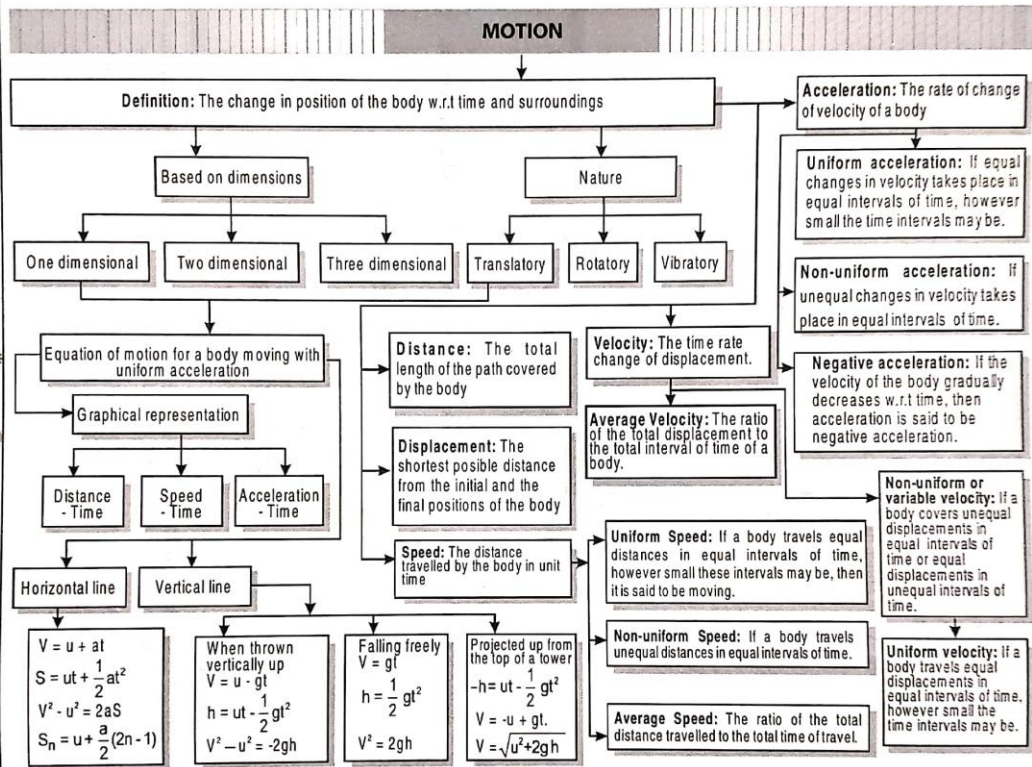 MOTION
Definition: The change in position of the body w.r.t time and surroundings
Based on dimensions
Nature
One dimensional
Two dimensional
Three dimensional
Translatory
Rotatory
Vibratory
Equation of motion for a body moving with
uniform acceleration
Graphical representation
Distance
- Time
Speed
- Time
Acceleration
- Time
Horizontal line
Vertical line
V = u + at
S = ut + 1/2 at²
V² - u² = 2aS
Sₙ = u + a/2 (2n - 1)
When thrown
vertically up
V = u - gt
h = ut - 1/2 gt²
V² – u² = -2gh
Falling freely
V = gt
h = 1/2 gt²
V² = 2gh
Projected up from
the top of a tower
-h = ut - 1/2 gt²
V = -u + gt.
V = √u²+2gh
Distance: The total
length of the path covered
by the body
Displacement: The
shortest posible distance
from the initial and the
final positions of the body
Speed: The distance
travelled by the body in unit
time
Velocity: The time rate
change of displacement.
Average Velocity: The ratio
of the total displacement to
the total interval of time of a
body.
Uniform Speed: If a body travels equal
distances in equal intervals of time,
however small these intervals may be, then
it is said to be moving.
Non-uniform Speed: If a body travels
unequal distances in equal intervals of time.
Average Speed: The ratio of the total
distance travelled to the total time of travel.
Acceleration: The rate of change
of velocity of a body
Uniform acceleration: If equal
changes in velocity takes place in
equal intervals of time, however
small the time intervals may be.
Non-uniform acceleration: If
unequal changes in velocity takes
place in equal intervals of time.
Negative acceleration: If the
velocity of the body gradually
decreases w.r.t time, then
acceleration is said to be
negative acceleration.
Non-uniform or
variable velocity: If a
body covers unequal
displacements in
equal intervals of
time or equal
displacements in
unequal intervals of
time.
Uniform velocity: If a
body travels equal
displacements in
equal intervals of time,
however small the
time intervals may be.